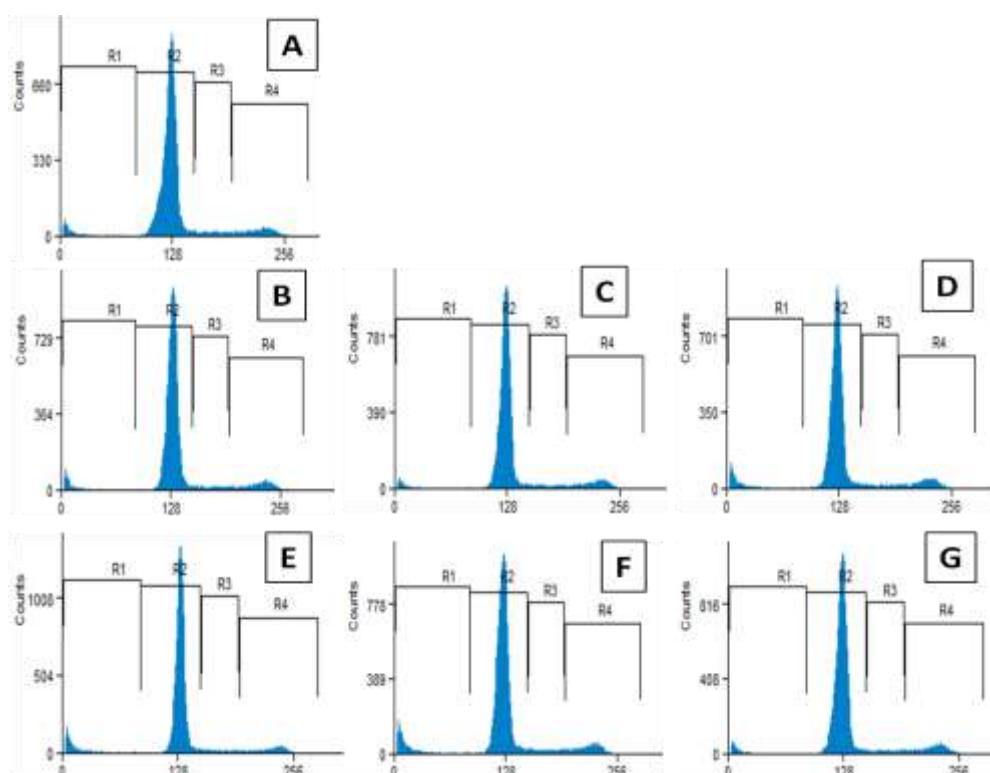 A
R1
R2
R3
R4
Counts
660
330
0
0
128
256
B
R1
R2
R3
R4
Counts
729
364
0
0
128
256
C
R1
R2
R3
R4
Counts
781
390
0
0
128
256
D
R1
R2
R3
R4
Counts
701
350
0
0
128
256
E
R1
R2
R3
R4
Counts
1008
504
0
0
128
256
F
R1
R2
R3
R4
Counts
778
389
0
0
128
256
G
R1
R2
R3
R4
Counts
816
408
0
0
128
256